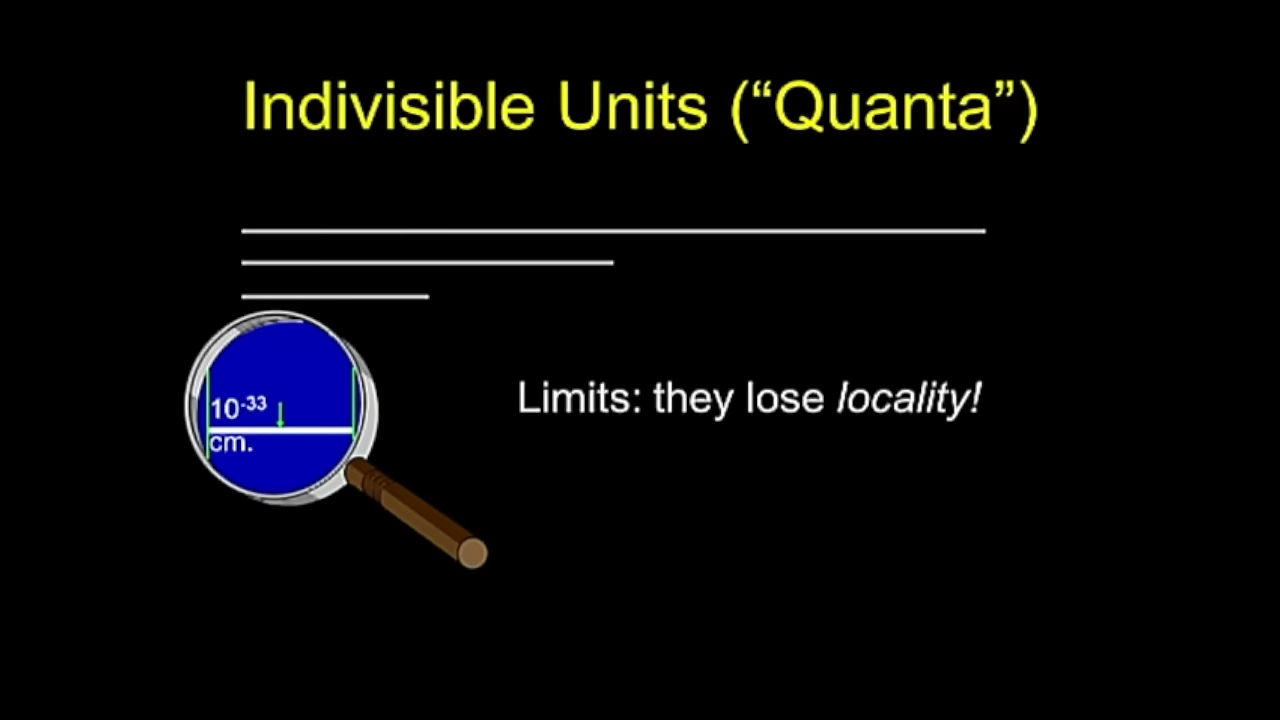 Indivisible Units (“Quanta”)
10⁻³³
cm.
Limits: they lose locality!